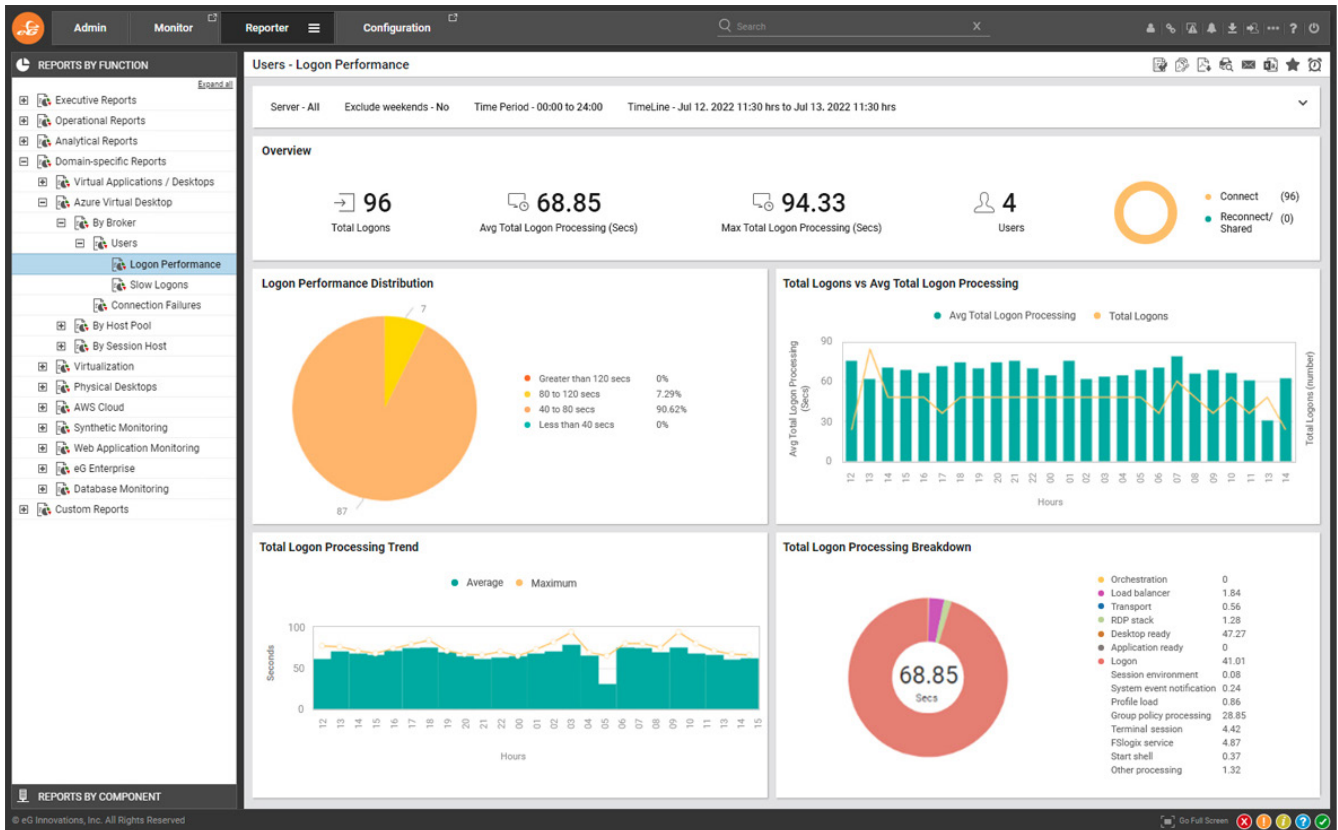 eG
Admin
Monitor
Reporter
Configuration
Search
X
?
REPORTS BY FUNCTION
Expand all
Executive Reports
Operational Reports
Analytical Reports
Domain-specific Reports
Virtual Applications / Desktops
Azure Virtual Desktop
By Broker
Users
Logon Performance
Slow Logons
Connection Failures
By Host Pool
By Session Host
Virtualization
Physical Desktops
AWS Cloud
Synthetic Monitoring
Web Application Monitoring
eG Enterprise
Database Monitoring
Custom Reports
REPORTS BY COMPONENT
Users - Logon Performance
Server - All Exclude weekends - No Time Period - 00:00 to 24:00 TimeLine - Jul 12. 2022 11:30 hrs to Jul 13. 2022 11:30 hrs
Overview
96
Total Logons
68.85
Avg Total Logon Processing (Secs)
94.33
Max Total Logon Processing (Secs)
4
Users
Connect (96)
Reconnect/ (0)
Shared
Logon Performance Distribution
7
87
Greater than 120 secs 0%
80 to 120 secs 7.29%
40 to 80 secs 90.62%
Less than 40 secs 0%
Total Logons vs Avg Total Logon Processing
Avg Total Logon Processing Total Logons
Avg Total Logon Processing
(Secs)
90
60
30
0
12 13 14 15 16 17 18 19 20 21 22 00 01 02 03 04 05 06 07 08 09 10 11 13 14
Hours
Total Logons (number)
Total Logon Processing Trend
Average Maximum
Seconds
100
50
0
12 13 14 15 16 17 18 19 20 21 22 23 00 01 02 03 04 05 06 07 08 09 10 11 13 14 15
Hours
Total Logon Processing Breakdown
68.85
Secs
Orchestration 0
Load balancer 1.84
Transport 0.56
RDP stack 1.28
Desktop ready 47.27
Application ready 0
Logon 41.01
Session environment 0.08
System event notification 0.24
Profile load 0.86
Group policy processing 28.85
Terminal session 4.42
FSlogix service 4.87
Start shell 0.37
Other processing 1.32
© eG Innovations, Inc. All Rights Reserved
Go Full Screen